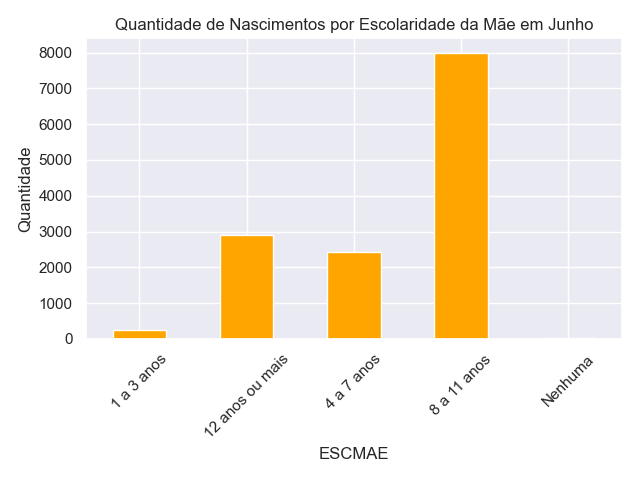 Quantidade de Nascimentos por Escolaridade da Mãe em Junho
Quantidade
8000
7000
6000
5000
4000
3000
2000
1000
0
1 a 3 anos
12 anos ou mais
4 a 7 anos
8 a 11 anos
Nenhuma
ESCMAE